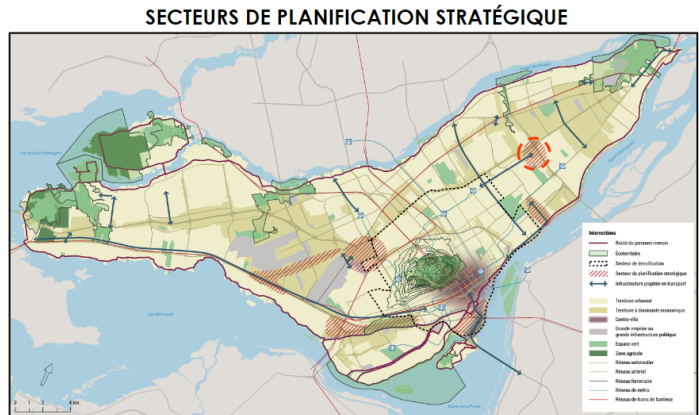 SECTEURS DE PLANIFICATION STRATÉGIQUE
Interventions
Route du parcours riverain
Écoterritoire
Secteur de densification
Secteur de planification stratégique
Infrastructure projetée en transport
Territoire urbanisé
Territoire à dominante économique
Centre-ville
Grande emprise ou
grande infrastructure publique
Espace vert
Zone agricole
Réseau autoroutier
Réseau artériel
Réseau ferroviaire
Réseau de métro
Réseau de trains de banlieue
0 1 2 4 km